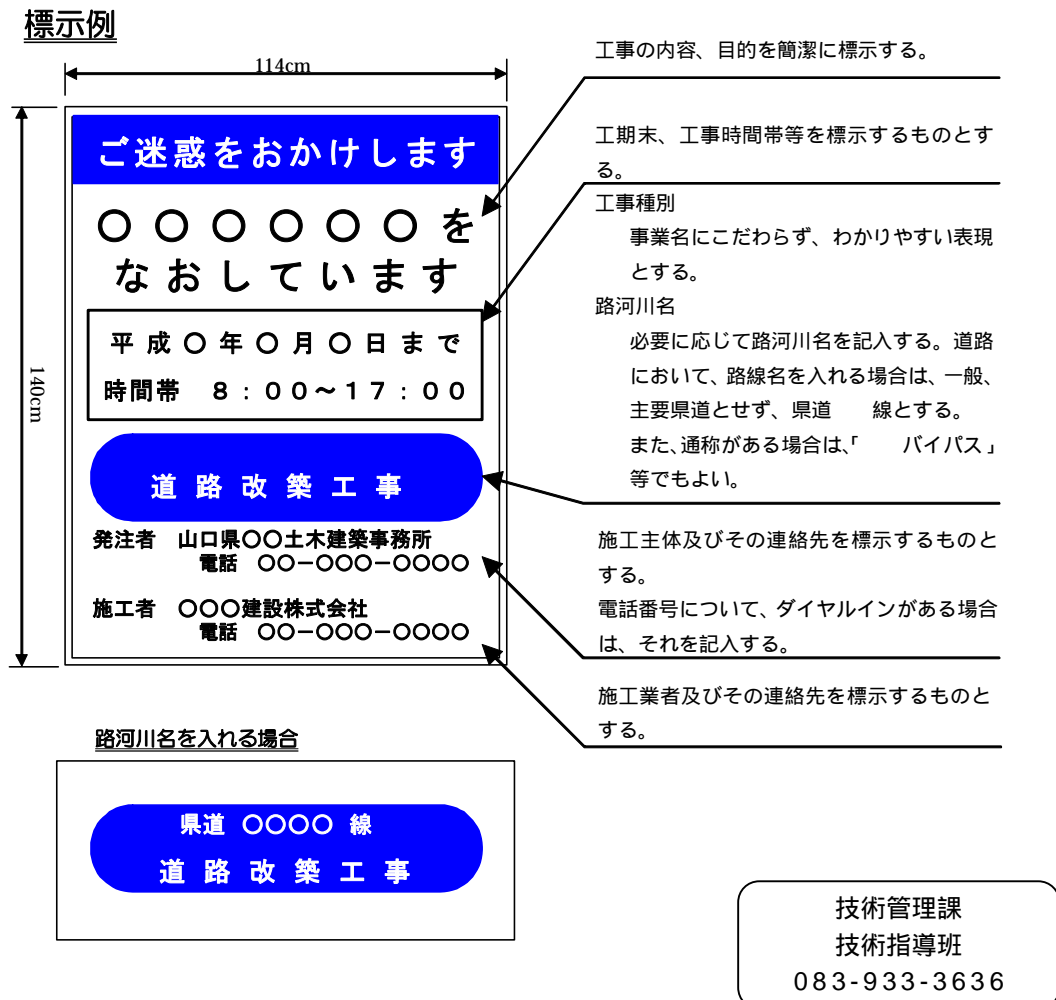 標示例
114cm
140cm
ご迷惑をおかけします
〇〇〇〇〇〇を
なおしています
平成〇年〇月〇日まで
時間帯 8:00~17:00
道路改築工事
発注者 山口県〇〇土木建築事務所
電話 〇〇-〇〇〇-〇〇〇〇
施工者 〇〇〇建設株式会社
電話 〇〇-〇〇〇-〇〇〇〇
工事の内容、目的を簡潔に標示する。
工期末、工事時間帯等を標示するものとす
る。
工事種別
事業名にこだわらず、わかりやすい表現
とする。
路河川名
必要に応じて路河川名を記入する。道路
において、路線名を入れる場合は、一般、
主要県道とせず、県道  線とする。
また、通称がある場合は、「  バイパス」
等でもよい。
施工主体及びその連絡先を標示するものと
する。
電話番号について、ダイヤルインがある場合
は、それを記入する。
施工業者及びその連絡先を標示するものと
する。
路河川名を入れる場合
県道 〇〇〇〇 線
道路改築工事
技術管理課
技術指導班
083-933-3636